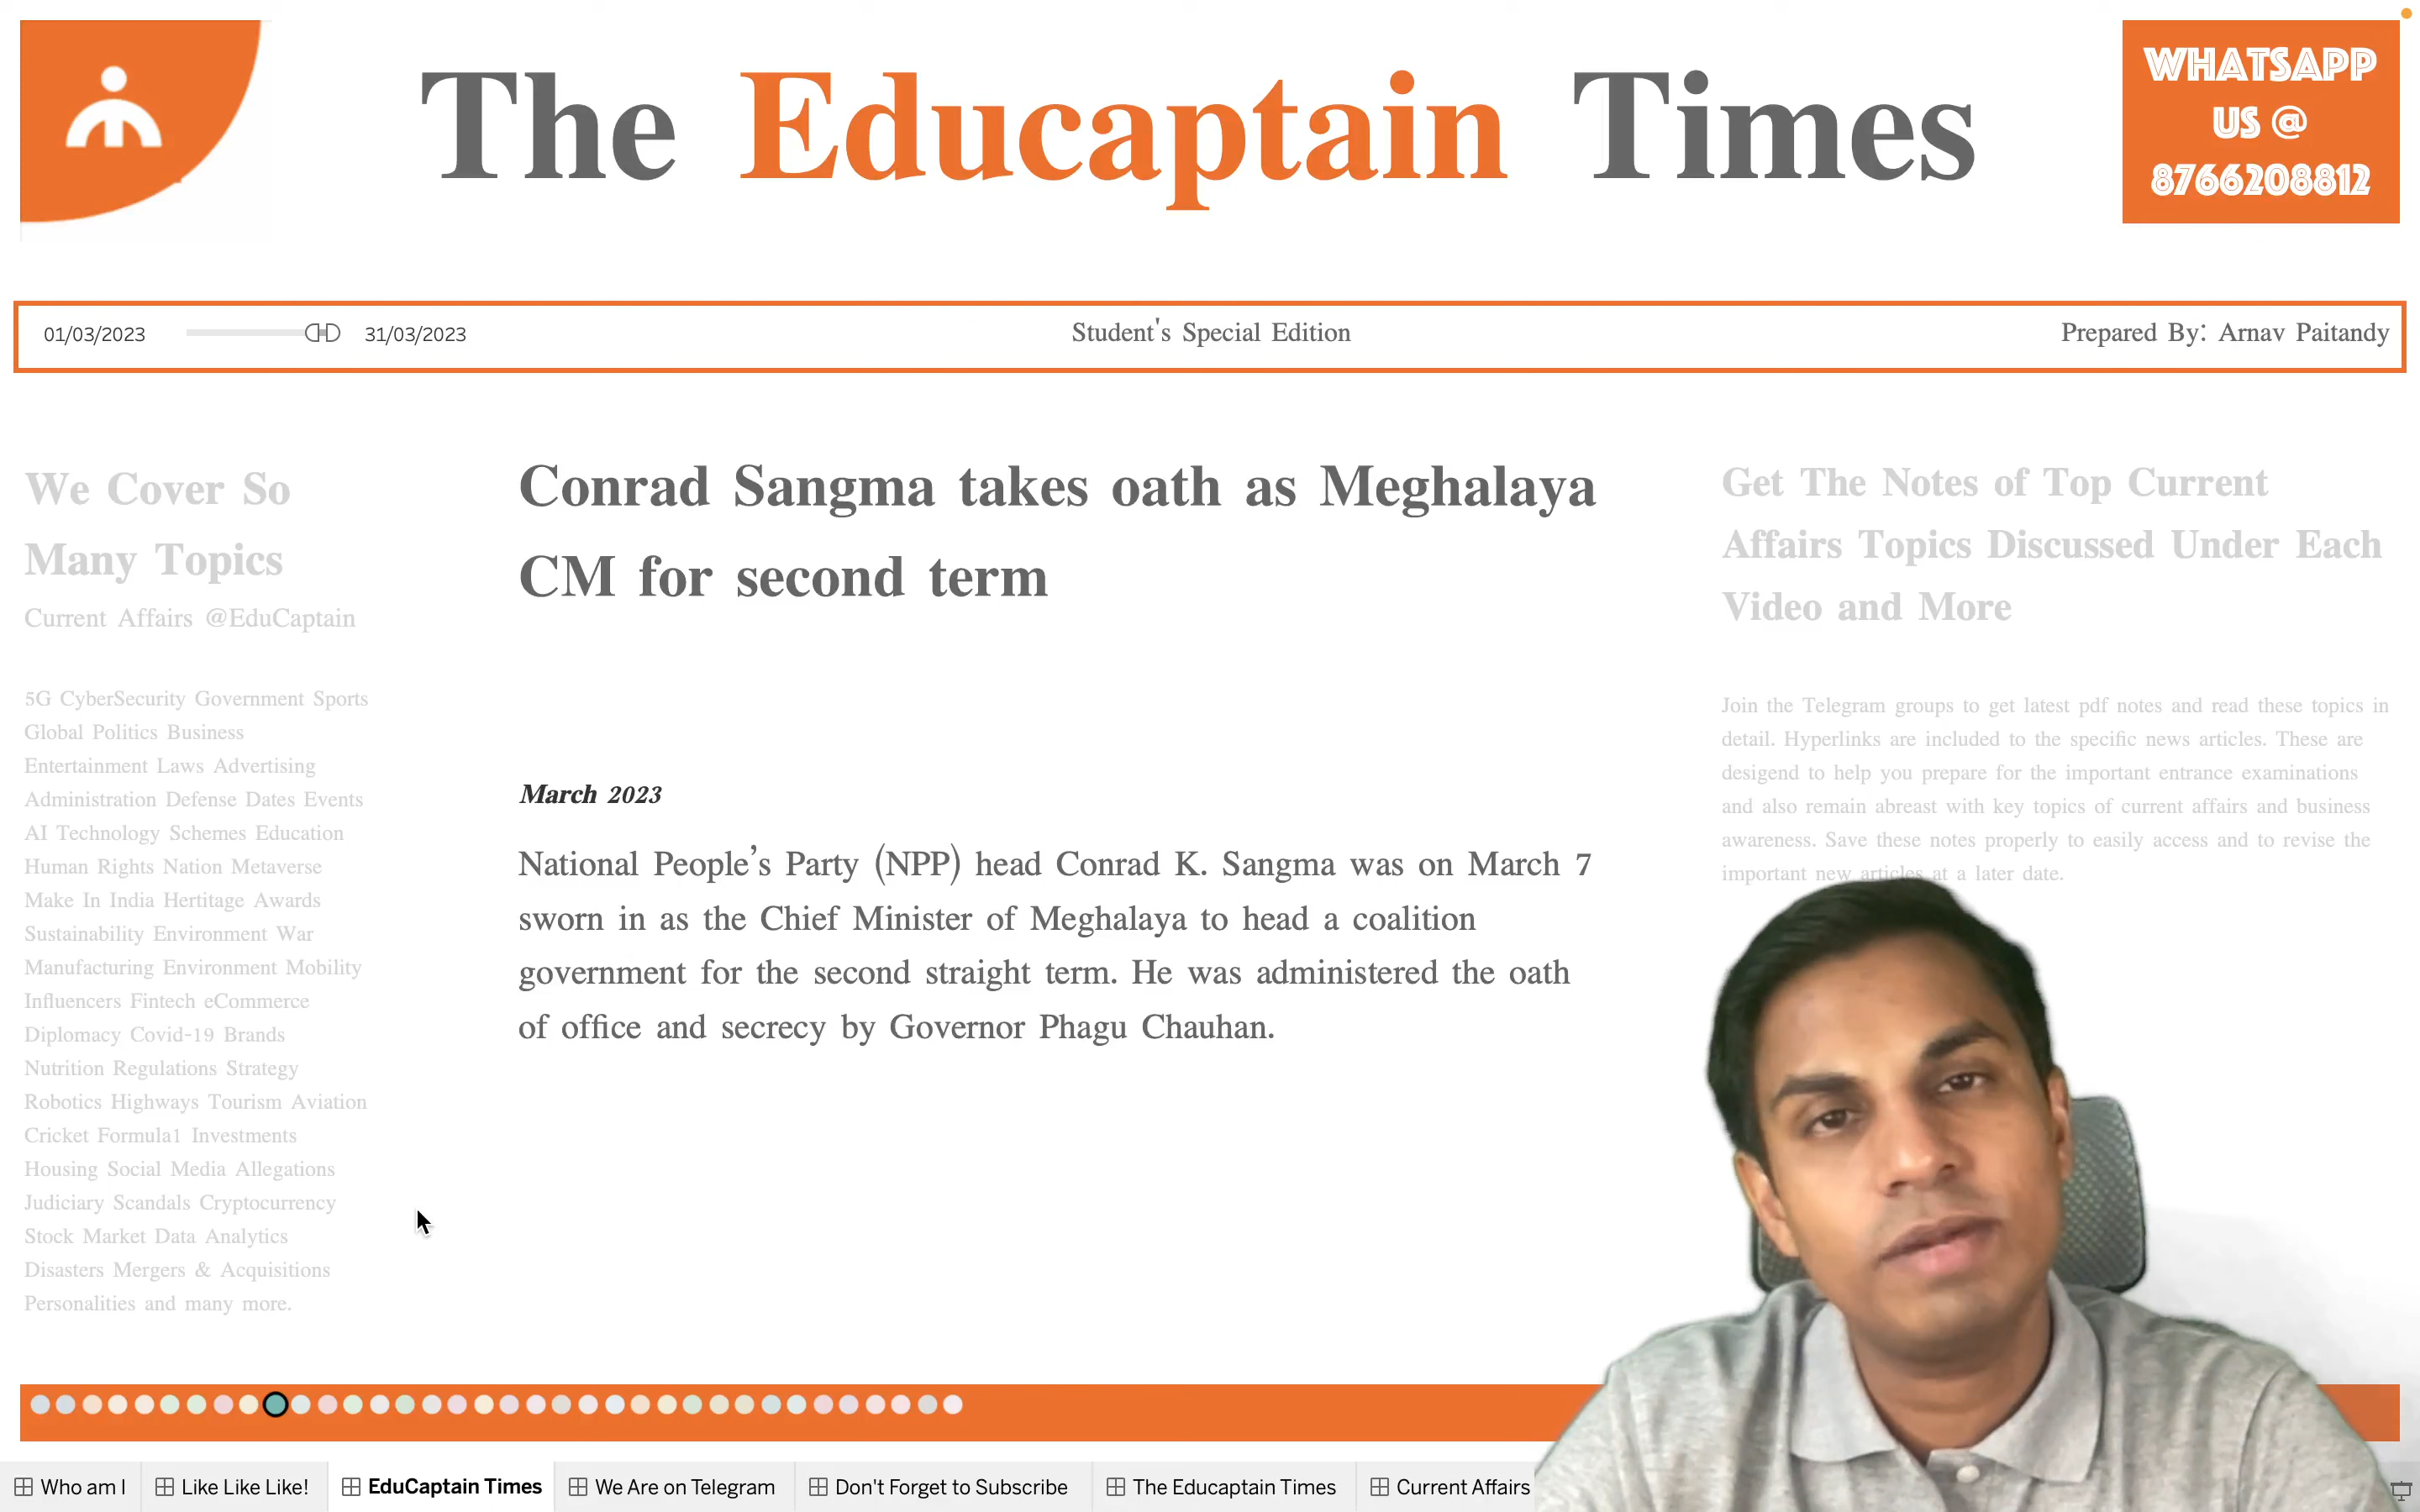 The Educaptain Times
WHATSAPP
US @
8766208812
01/03/2023 31/03/2023 Student's Special Edition Prepared By: Arnav Paitandy
We Cover So
Many Topics
Current Affairs @EduCaptain
5G CyberSecurity Government Sports
Global Politics Business
Entertainment Laws Advertising
Administration Defense Dates Events
AI Technology Schemes Education
Human Rights Nation Metaverse
Make In India Hertitage Awards
Sustainability Environment War
Manufacturing Environment Mobility
Influencers Fintech eCommerce
Diplomacy Covid-19 Brands
Nutrition Regulations Strategy
Robotics Highways Tourism Aviation
Cricket Formula1 Investments
Housing Social Media Allegations
Judiciary Scandals Cryptocurrency
Stock Market Data Analytics
Disasters Mergers & Acquisitions
Personalities and many more.
Conrad Sangma takes oath as Meghalaya
CM for second term
March 2023
National People’s Party (NPP) head Conrad K. Sangma was on March 7
sworn in as the Chief Minister of Meghalaya to head a coalition
government for the second straight term. He was administered the oath
of office and secrecy by Governor Phagu Chauhan.
Get The Notes of Top Current
Affairs Topics Discussed Under Each
Video and More
Join the Telegram groups to get latest pdf notes and read these topics in
detail. Hyperlinks are included to the specific news articles. These are
desigend to help you prepare for the important entrance examinations
and also remain abreast with key topics of current affairs and business
awareness. Save these notes properly to easily access and to revise the
important new articles at a later date.
Who am I Like Like Like! EduCaptain Times We Are on Telegram Don't Forget to Subscribe The Educaptain Times Current Affairs